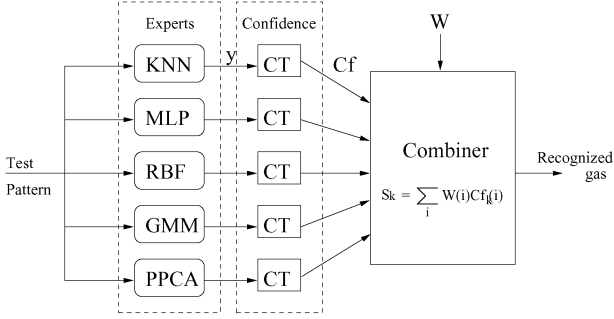 Experts
Confidence
W
KNN
y
CT
Cf
MLP
CT
Test
Pattern
RBF
CT
Combiner
Sk = ∑ W(i)Cfk(i)
i
Recognized
gas
GMM
CT
PPCA
CT